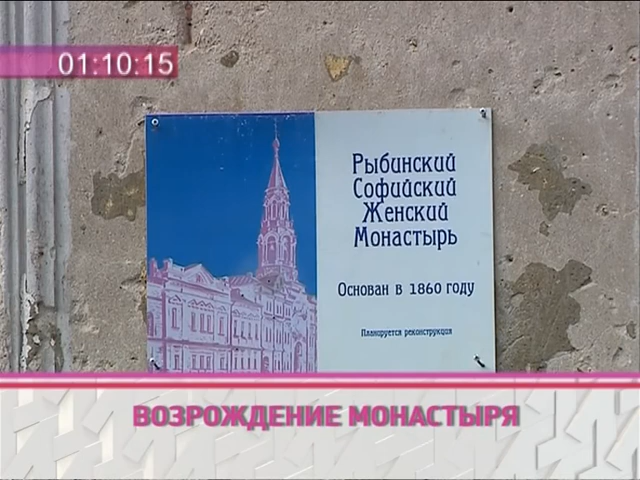 01:10:15
Рыбинский
Софийский
Женский
Монастырь
Основан в 1860 году
Планируется реконструкция
ВОЗРОЖДЕНИЕ МОНАСТЫРЯ